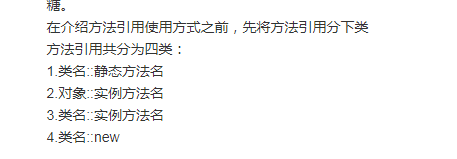 糖。
在介绍方法引用使用方式之前，先将方法引用分下类
方法引用共分为四类：
1.类名::静态方法名
2.对象::实例方法名
3.类名::实例方法名
4.类名::new